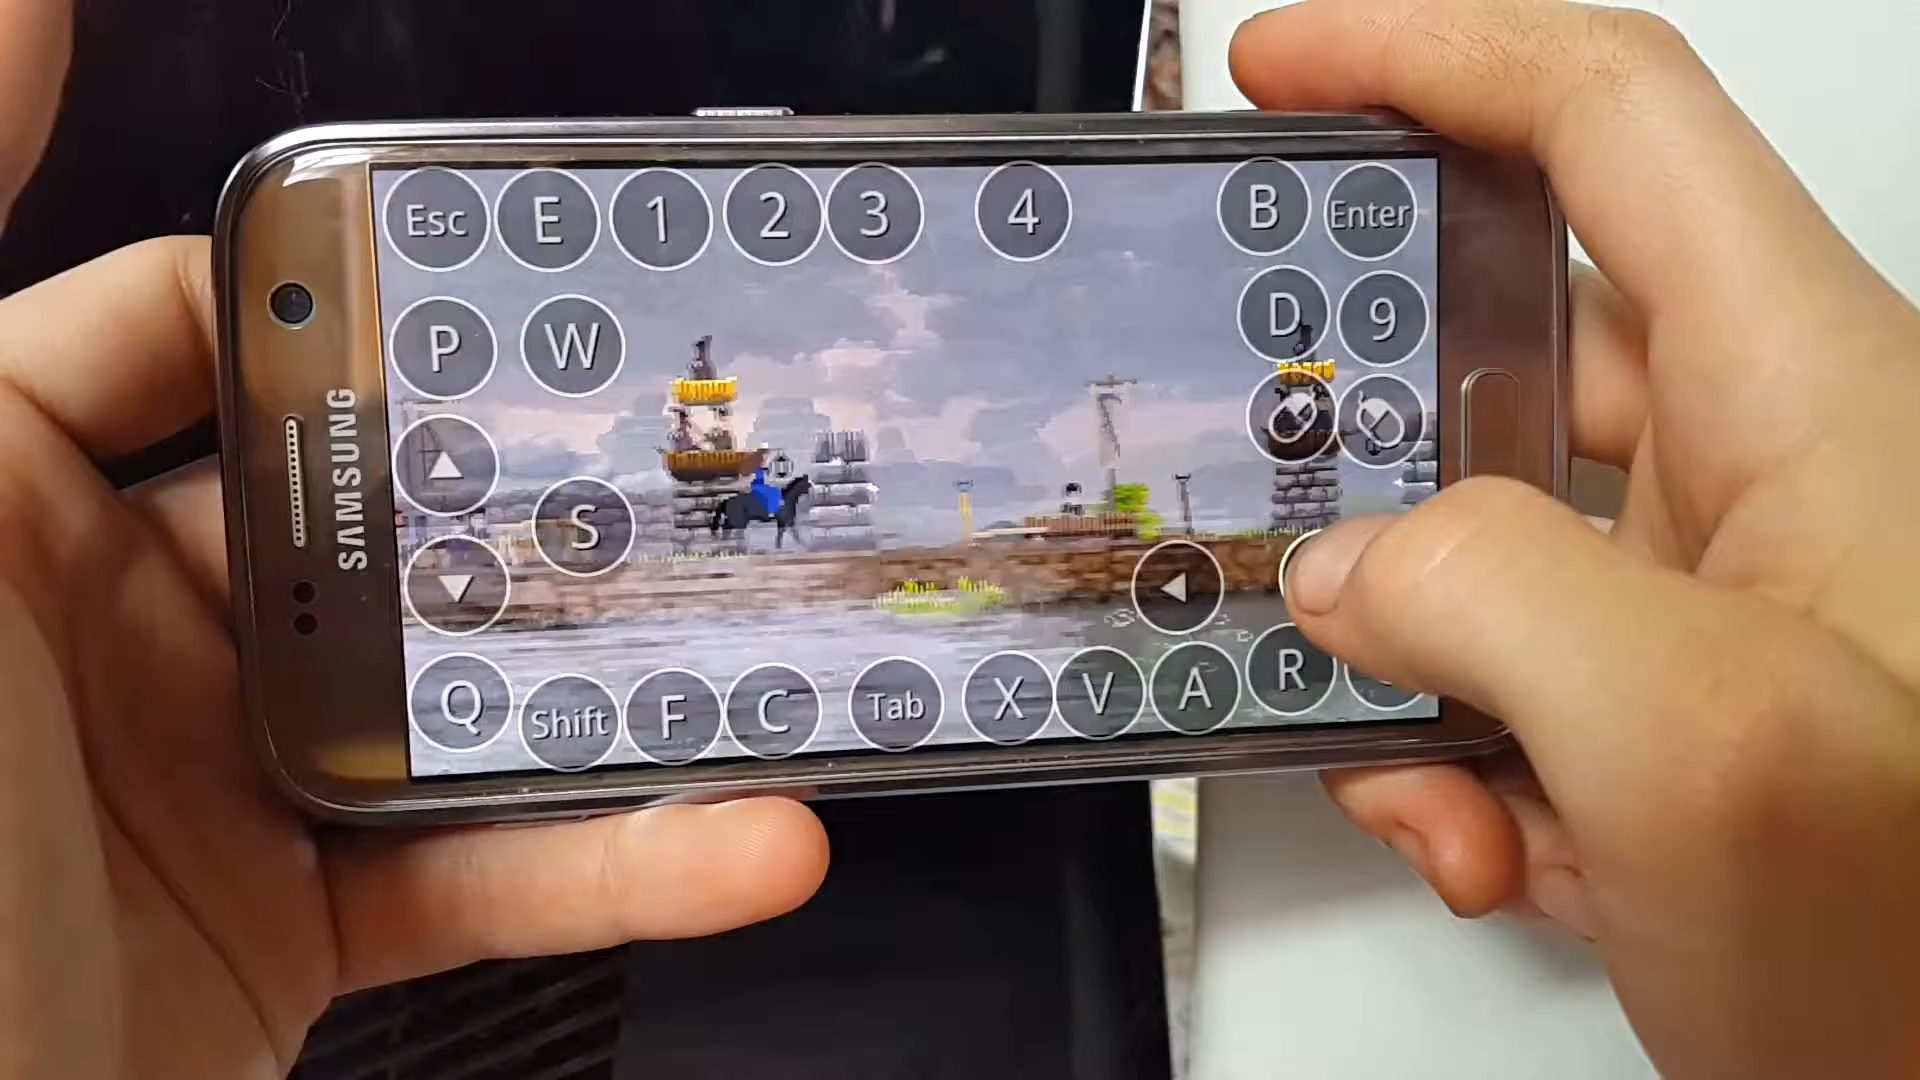 Esc E 1 2 3 4 B Enter
P W D 9
S
Q Shift F C Tab X V A R
SAMSUNG